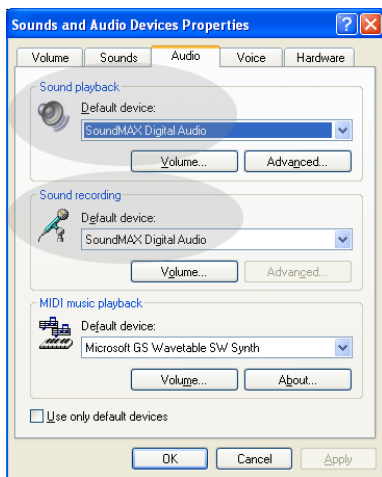 Sounds and Audio Devices Properties
Volume Sounds Audio Voice Hardware
Sound playback
Default device:
SoundMAX Digital Audio
Volume... Advanced...
Sound recording
Default device:
SoundMAX Digital Audio
Volume... Advanced...
MIDI music playback
Default device:
Microsoft GS Wavetable SW Synth
Volume... About...
Use only default devices
OK Cancel Apply